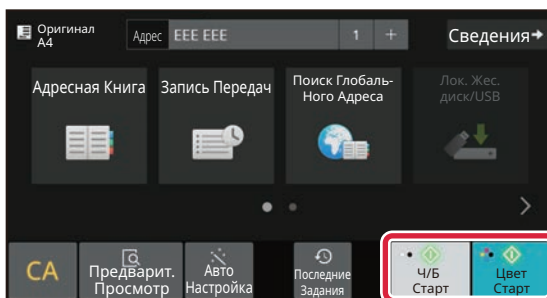 Оригинал
A4
Адрес EEE EEE 1 +
Сведения
Адресная Книга
Запись Передач
Поиск Глобаль-
Ного Адреса
Лок. Жес.
диск/USB
CA
Предварит.
Просмотр
Авто
Настройка
Последние
Задания
Ч/Б
Старт
Цвет
Старт